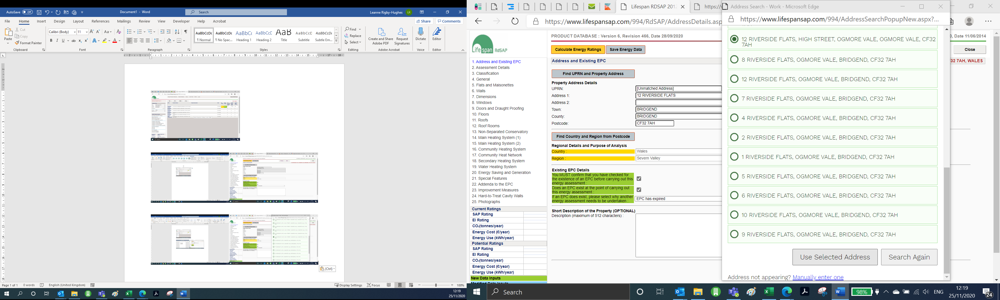 AutoSave Off
Document1 - Word
Search
Leanne Rigby-Hughes LR
File Home Insert Design Layout References Mailings Review View Developer Help Acrobat
Share Comments
Paste
Cut
Copy
Format Painter
Clipboard
Calibri (Body) 11
Font
Paragraph
AaBbCcDc AaBbCcDc AaBbCc AaBbCcC AaB AaBbCcD AaBbCcDc
¶ Normal ¶ No Spac... Heading 1 Heading 2 Title Subtitle Subtle Em...
Styles
Find
Replace
Select
Editing
Create and Share Adobe PDF
Request Signatures
Adobe Acrobat
Dictate
Voice
Editor
Editor
(Ctrl)
Page 1 of 1 0 words English (United Kingdom)
Display Settings Focus 100%
12:19
25/11/2020
Lifespan RDSAP 201
https://
https://www.lifespansap.com/994/RdSAP/AddressDetails.asp
Life span RdSAP
PRODUCT DATABASE : Version 6, Revision 466, Date 28/09/2020
Calculate Energy Ratings Save Energy Data
1. Address and Existing EPC
2. Assessment Details
3. Classification
4. General
5. Flats and Maisonettes
6. Walls
7. Dimensions
8. Windows
9. Doors and Draught Proofing
10. Floors
11. Roofs
12. Roof Rooms
13. Non-Separated Conservatory
14. Main Heating System (1)
15. Main Heating System (2)
16. Community Heating System
17. Community Heat Network
18. Secondary Heating System
19. Water Heating System
20. Energy Saving and Generation
21. Special Features
22. Addenda to the EPC
23. Improvement Measures
24. Hard-to-Treat Cavity Walls
25. Photographs
Current Ratings
SAP Rating
EI Rating
CO₂(tonnes/year)
Energy Cost (£/year)
Energy Use (kWh/year)
Potential Ratings
SAP Rating
EI Rating
CO₂(tonnes/year)
Energy Cost (£/year)
Energy Use (kWh/year)
New Data Inputs
Modified Data Inputs
Address and Existing EPC
Find UPRN and Property Address
Property Address Details
UPRN: [Unmatched Address]
Address 1: 12 RIVERSIDE FLATS
Address 2:
Town: BRIDGEND
County: BRIDGEND
Postcode: CF32 7AH
Find Country and Region from Postcode
Regional Details and Purpose of Analysis
Country : Wales
Region : Severn Valley
Existing EPC Details
You MUST confirm that you have checked for
the existence of an EPC before carrying out this
energy assessment :
Does an EPC exist at the point of carrying out
this energy assessment :
If an EPC does exist, please select why another
energy assessment needs to be undertaken : EPC has expired
Short Description of the Property (OPTIONAL)
Description (maximum of 512 characters) :
Address Search - Work - Microsoft Edge
https://www.lifespansap.com/994/AddressSearchPopupNew.aspx?...
12 RIVERSIDE FLATS, HIGH STREET, OGMORE VALE, OGMORE VALE, CF32
7AH
8 RIVERSIDE FLATS, OGMORE VALE, BRIDGEND, CF32 7AH
12 RIVERSIDE FLATS, OGMORE VALE, BRIDGEND, CF32 7AH
7 RIVERSIDE FLATS, OGMORE VALE, BRIDGEND, CF32 7AH
4 RIVERSIDE FLATS, OGMORE VALE, BRIDGEND, CF32 7AH
2 RIVERSIDE FLATS, OGMORE VALE, BRIDGEND, CF32 7AH
1 RIVERSIDE FLATS, OGMORE VALE, BRIDGEND, CF32 7AH
5 RIVERSIDE FLATS, OGMORE VALE, BRIDGEND, CF32 7AH
6 RIVERSIDE FLATS, OGMORE VALE, BRIDGEND, CF32 7AH
10 RIVERSIDE FLATS, OGMORE VALE, BRIDGEND, CF32 7AH
9 RIVERSIDE FLATS, OGMORE VALE, BRIDGEND, CF32 7AH
Use Selected Address Search Again
Address not appearing? Manually enter one
0, Date 11/06/2014
Close
32 7AH, WALES
Search
98%
ENG
12:19
25/11/2020
24